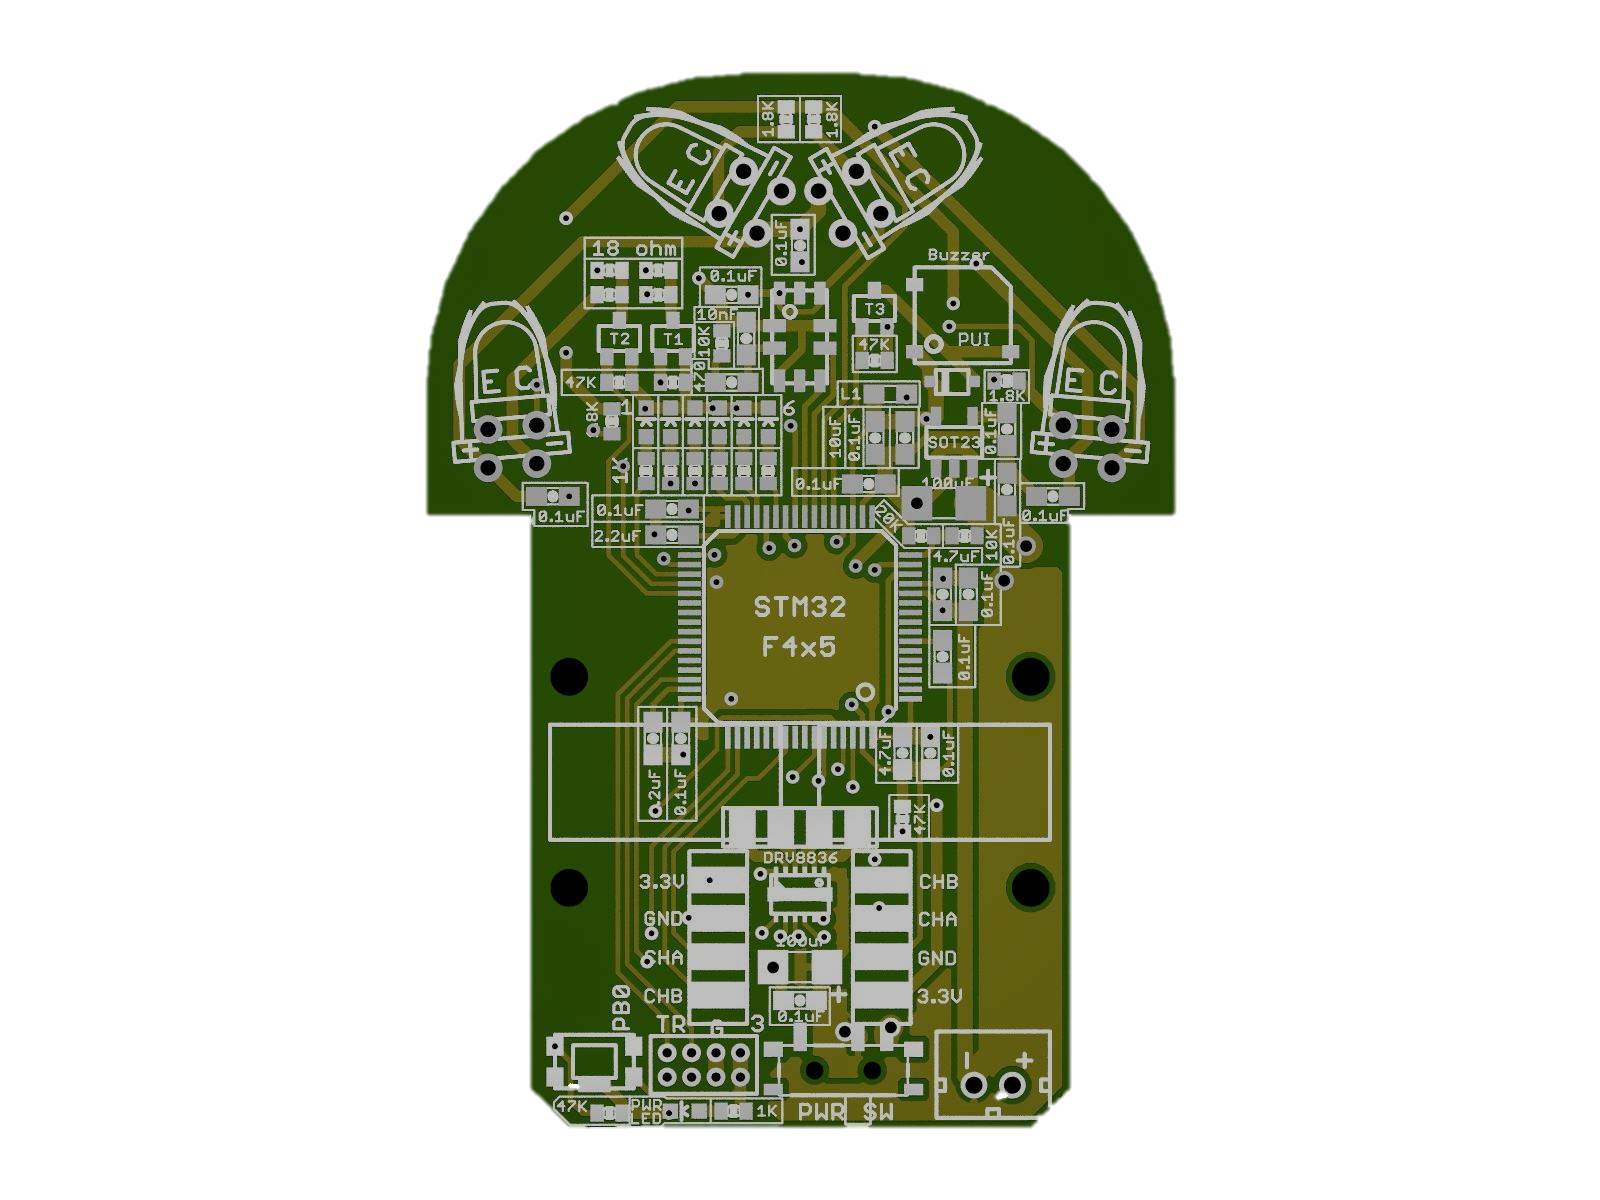 1.8K
1.8K
E C
E C
0.1uF
18 ohm
Buzzer
0.1uF
10nF
T3
PUI
T2
T1
10K
47K
470
47K
E C
E C
L1
1.8K
1
6
10uF
0.1uF
SOT23
0.1uF
1K
0.1uF
100uF
+
0.1uF
0.1uF
0.1uF
20K
2.2uF
4.7uF
10K
0.1uF
0.1uF
STM32
F4x5
0.1uF
4.7uF
0.1uF
.2uF
0.1uF
47K
DRV8836
3.3V
CHB
GND
CHA
CHA
GND
CHB
3.3V
100uF
+
0.1uF
PB0
TR G 3
- +
47K
PWR
LED
1K
PWR SW